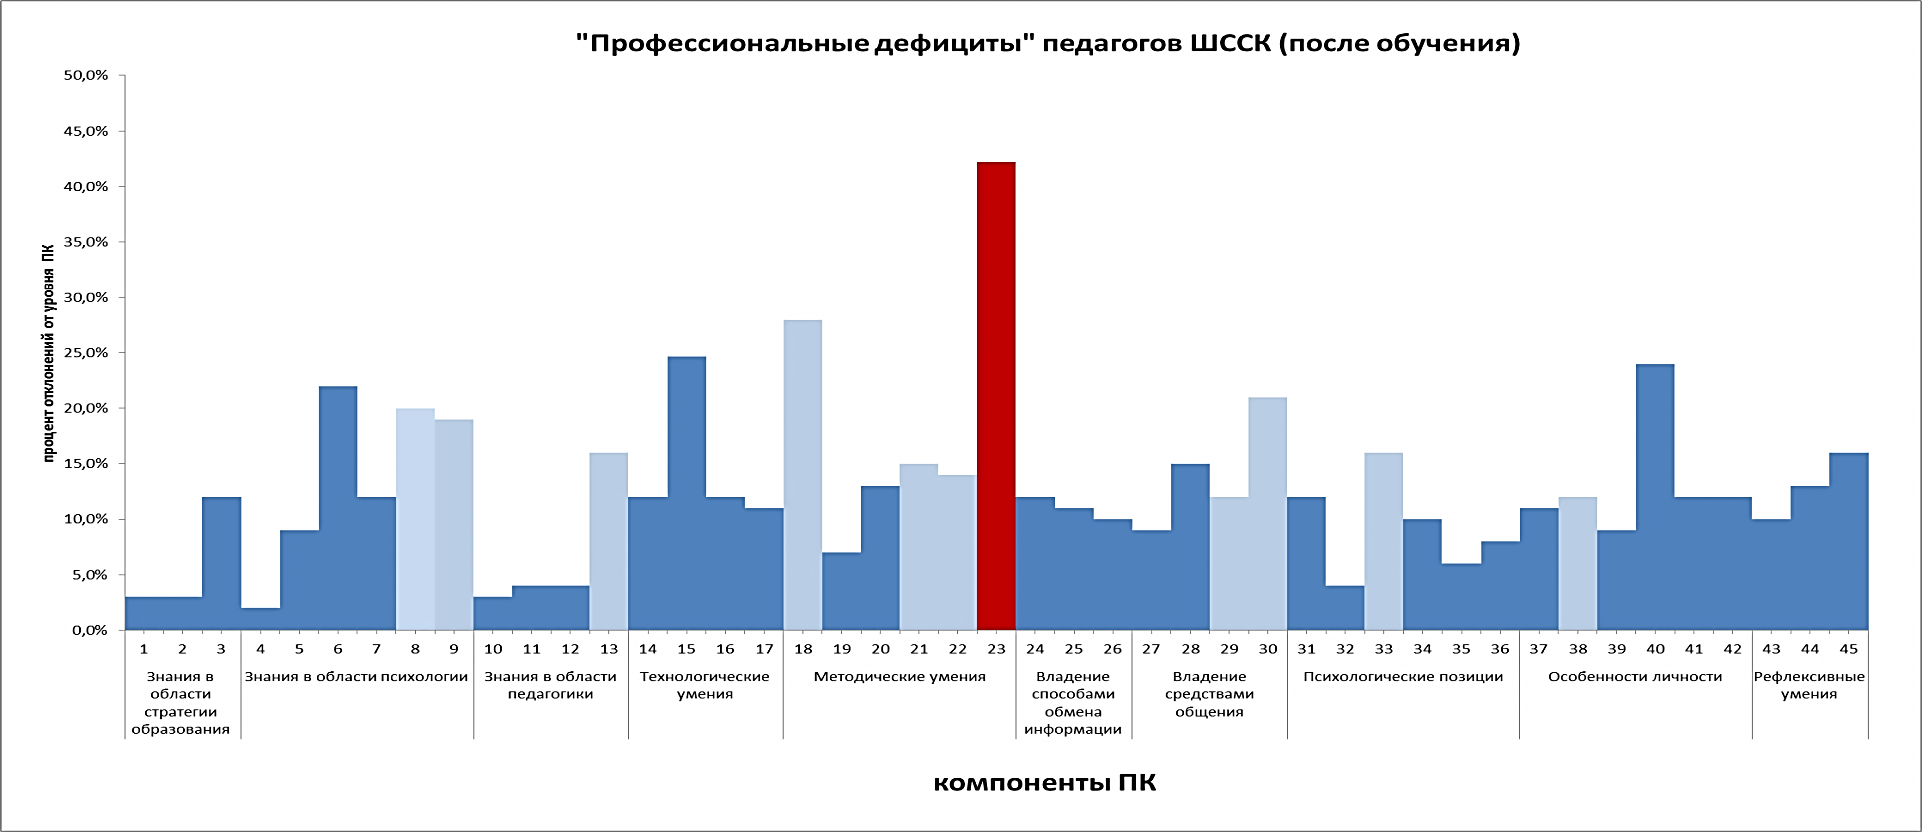 "Профессиональные дефициты" педагогов ШССК (после обучения)
50,0%
45,0%
40,0%
35,0%
30,0%
25,0%
20,0%
15,0%
10,0%
5,0%
0,0%
процент отклонений от уровня ПК
1 2 3 4 5 6 7 8 9 10 11 12 13 14 15 16 17 18 19 20 21 22 23 24 25 26 27 28 29 30 31 32 33 34 35 36 37 38 39 40 41 42 43 44 45
Знания в
области
стратегии
образования
Знания в области психологии
Знания в области
педагогики
Технологические
умения
Методические умения
Владение
способами
обмена
информации
Владение
средствами
общения
Психологические позиции
Особенности личности
Рефлексивные
умения
компоненты ПК